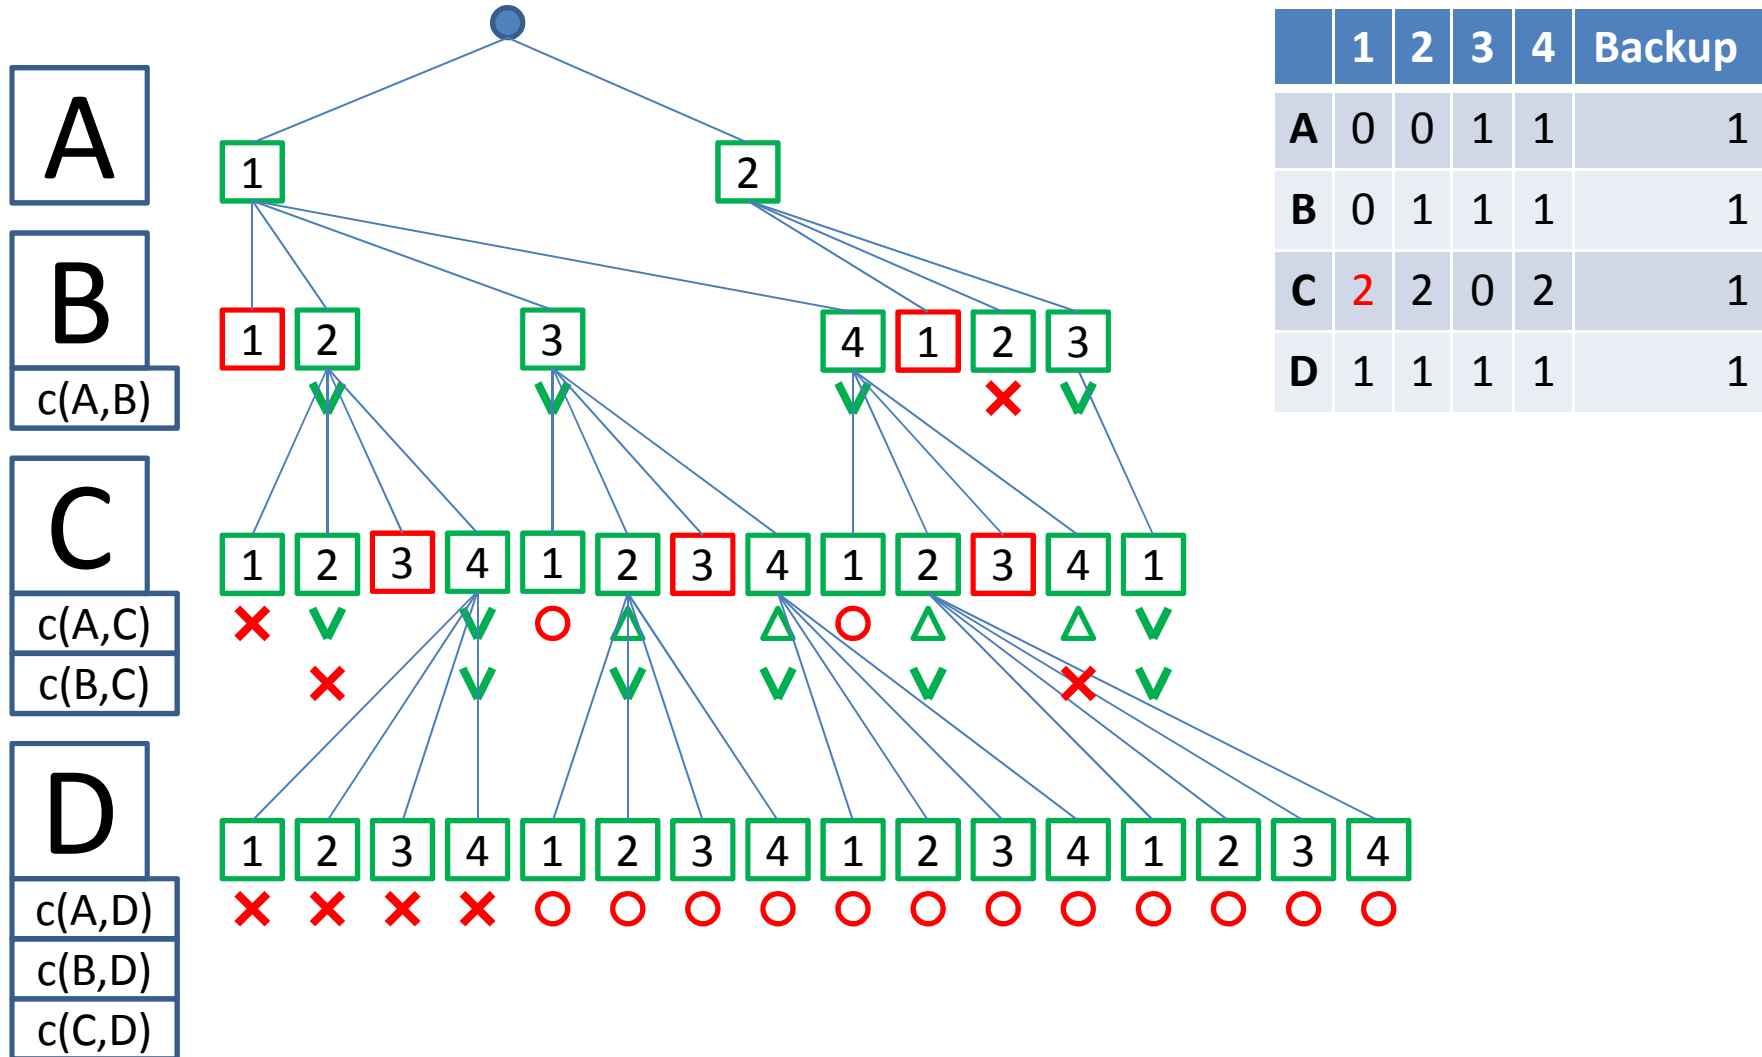 1 2 3 4 Backup
A 0 0 1 1 1
B 0 1 1 1 1
C 2 2 0 2 1
D 1 1 1 1 1
A
1 2
B
1 2 3 4 1 2 3
c(A,B)
C
1 2 3 4 1 2 3 4 1 2 3 4 1
c(A,C)
c(B,C)
D
1 2 3 4 1 2 3 4 1 2 3 4 1 2 3 4
c(A,D)
c(B,D)
c(C,D)